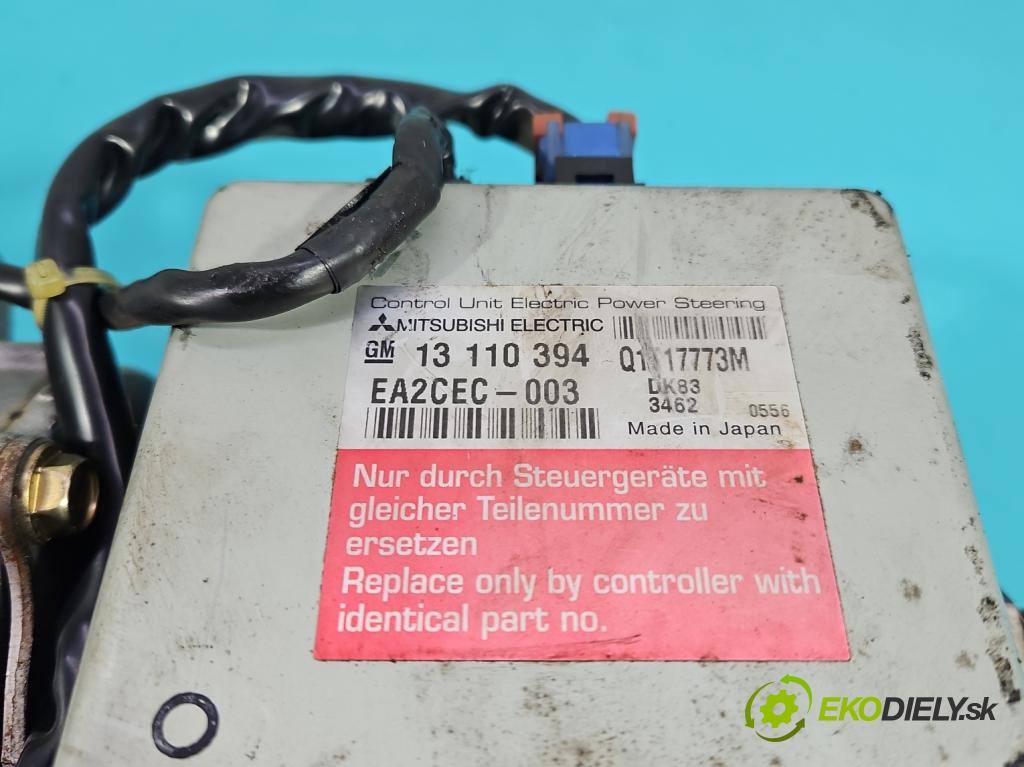 Control Unit Electric Power Steering
MITSUBISHI ELECTRIC
GM 13 110 394
EA2CEC-003
DK83
3462 0556
Made in Japan
Nur durch Steuergeräte mit
gleicher Teilenummer zu
ersetzen
Replace only by controller with
identical part no.
EKODIELY.sk